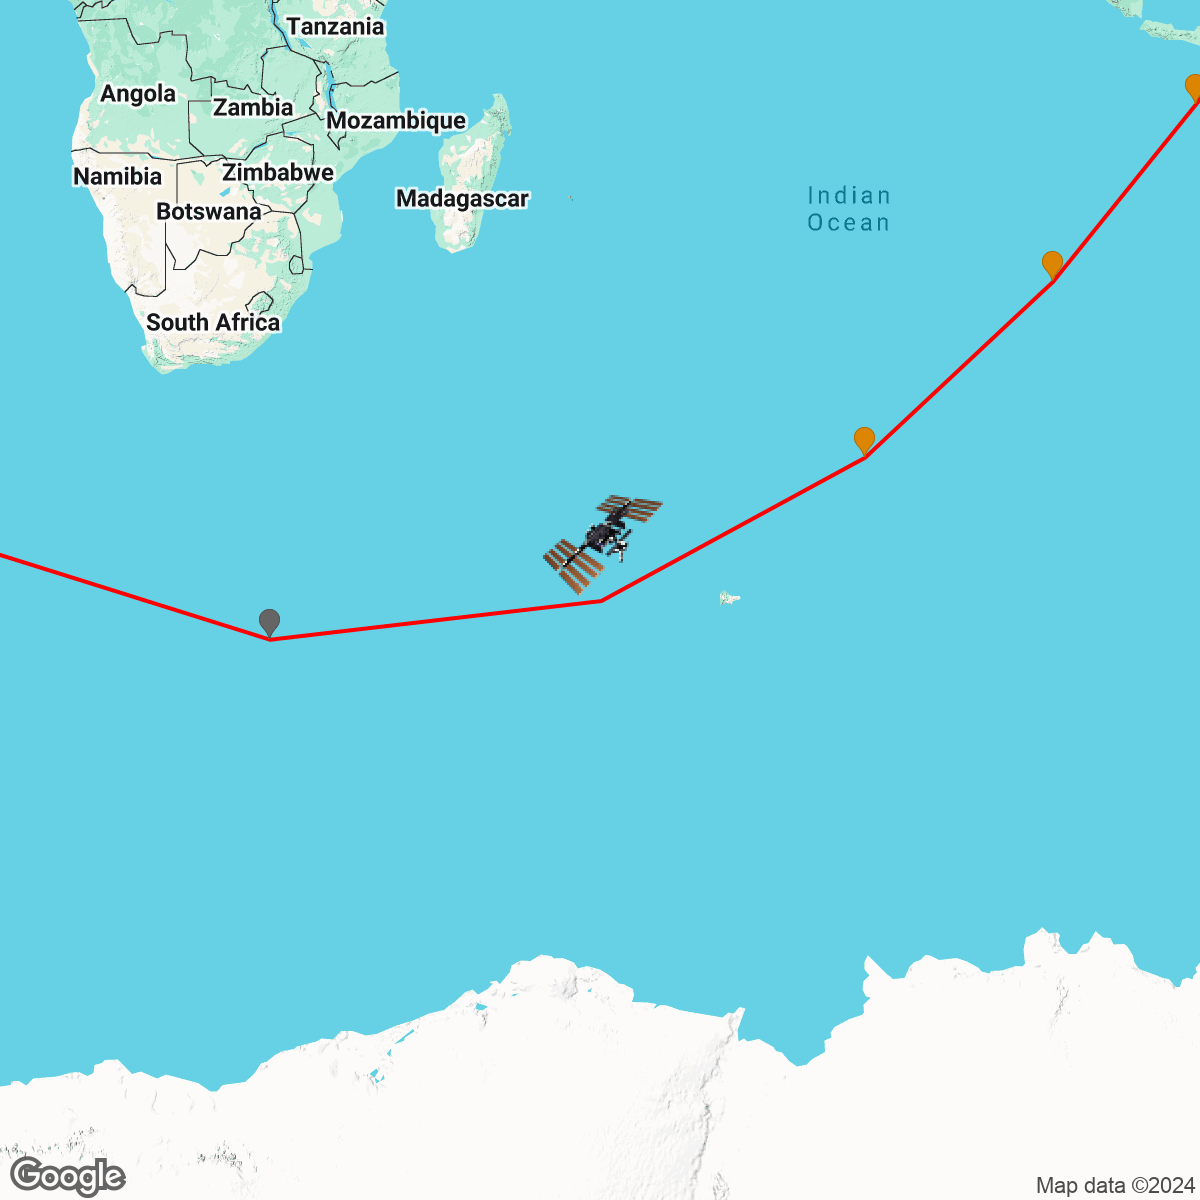 Tanzania
Angola
Zambia
Mozambique
Namibia
Zimbabwe
Madagascar
Botswana
Indian
Ocean
South Africa
Google
Map data ©2024